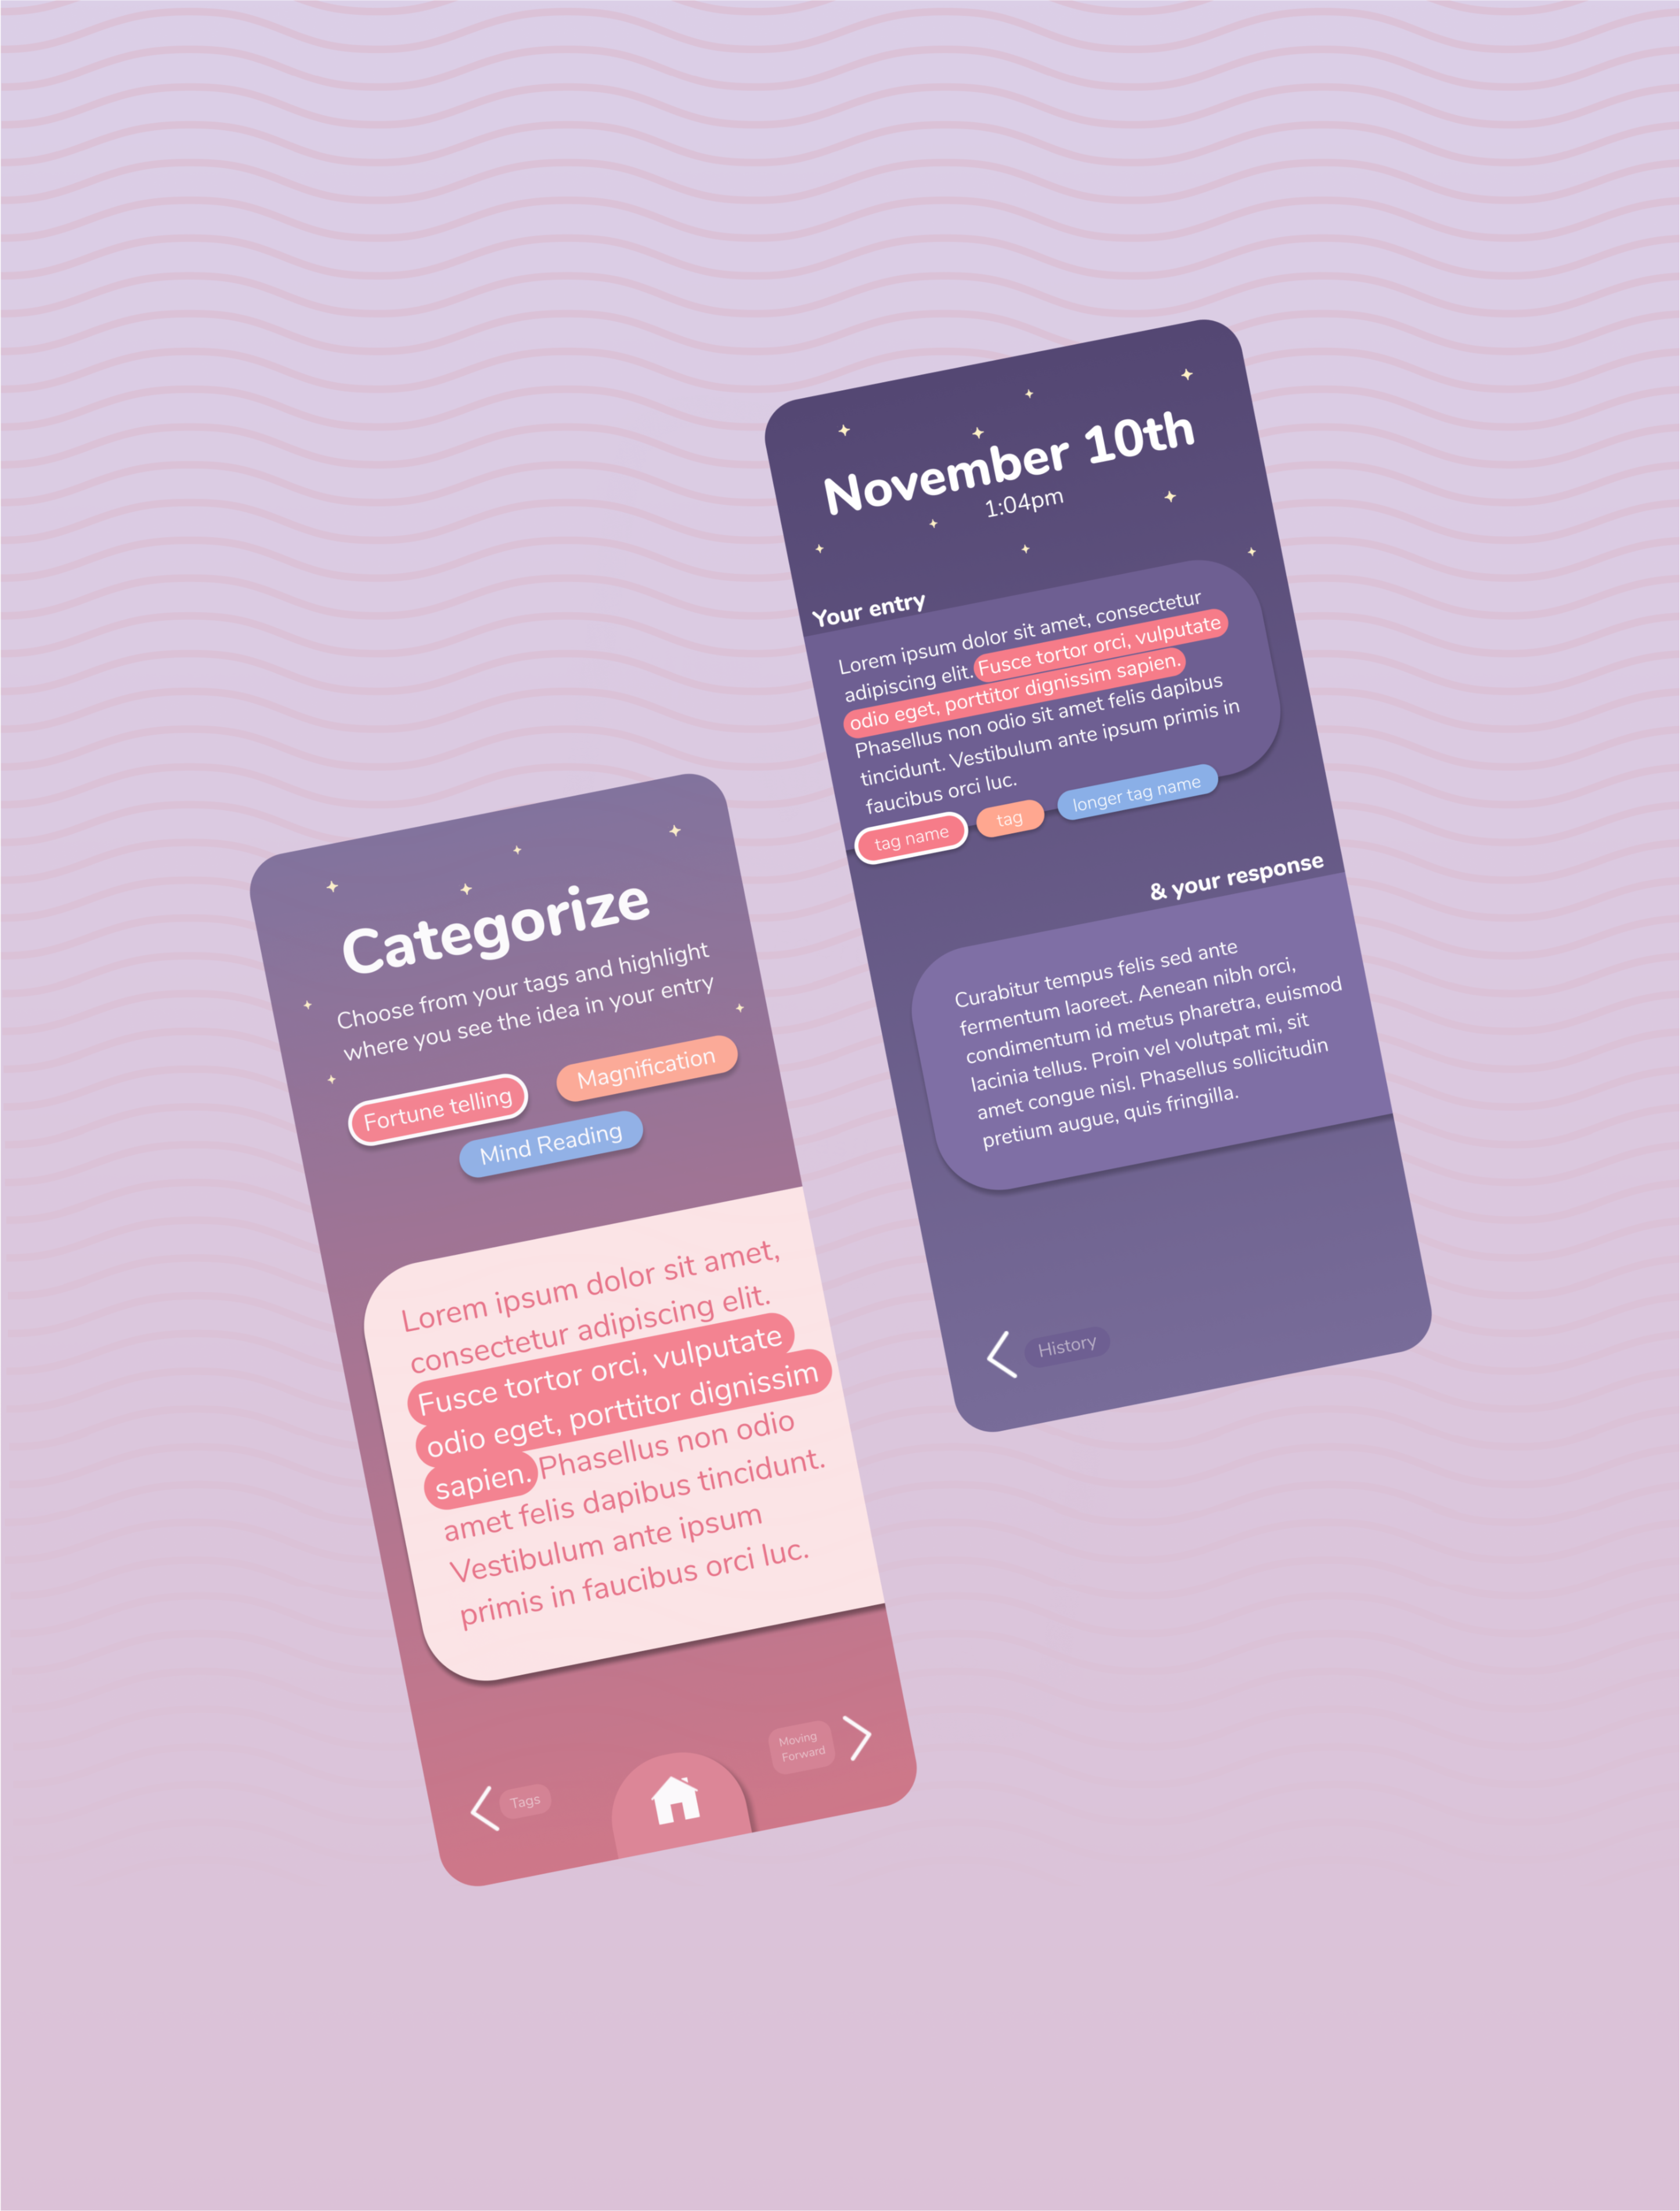 November 10th
1:04pm
Your entry
Lorem ipsum dolor sit amet, consectetur
adipiscing elit. Fusce tortor orci, vulputate
odio eget, porttitor dignissim sapien.
Phasellus non odio sit amet felis dapibus
tincidunt. Vestibulum ante ipsum primis in
faucibus orci luc.
tag name
tag
longer tag name
& your response
Curabitur tempus felis sed ante
fermentum laoreet. Aenean nibh orci,
condimentum id metus pharetra, euismod
lacinia tellus. Proin vel volutpat mi, sit
amet congue nisl. Phasellus sollicitudin
pretium augue, quis fringilla.
History
Categorize
Choose from your tags and highlight
where you see the idea in your entry
Fortune telling
Magnification
Mind Reading
Lorem ipsum dolor sit amet,
consectetur adipiscing elit.
Fusce tortor orci, vulputate
odio eget, porttitor dignissim
sapien. Phasellus non odio
amet felis dapibus tincidunt.
Vestibulum ante ipsum
primis in faucibus orci luc.
Tags
Moving
Forward